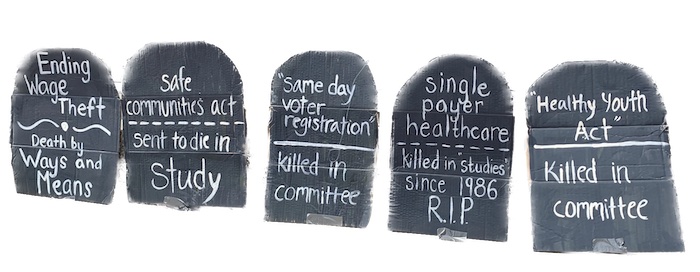 Ending
Wage
Theft
Death by
Ways and
Means
Safe
communities act
sent to die in
Study
"Same day
voter
registration"
killed in
committee
single
payer
healthcare
killed in studies'
since 1986
R.I.P
"Healthy Youth
Act"
Killed in
committee